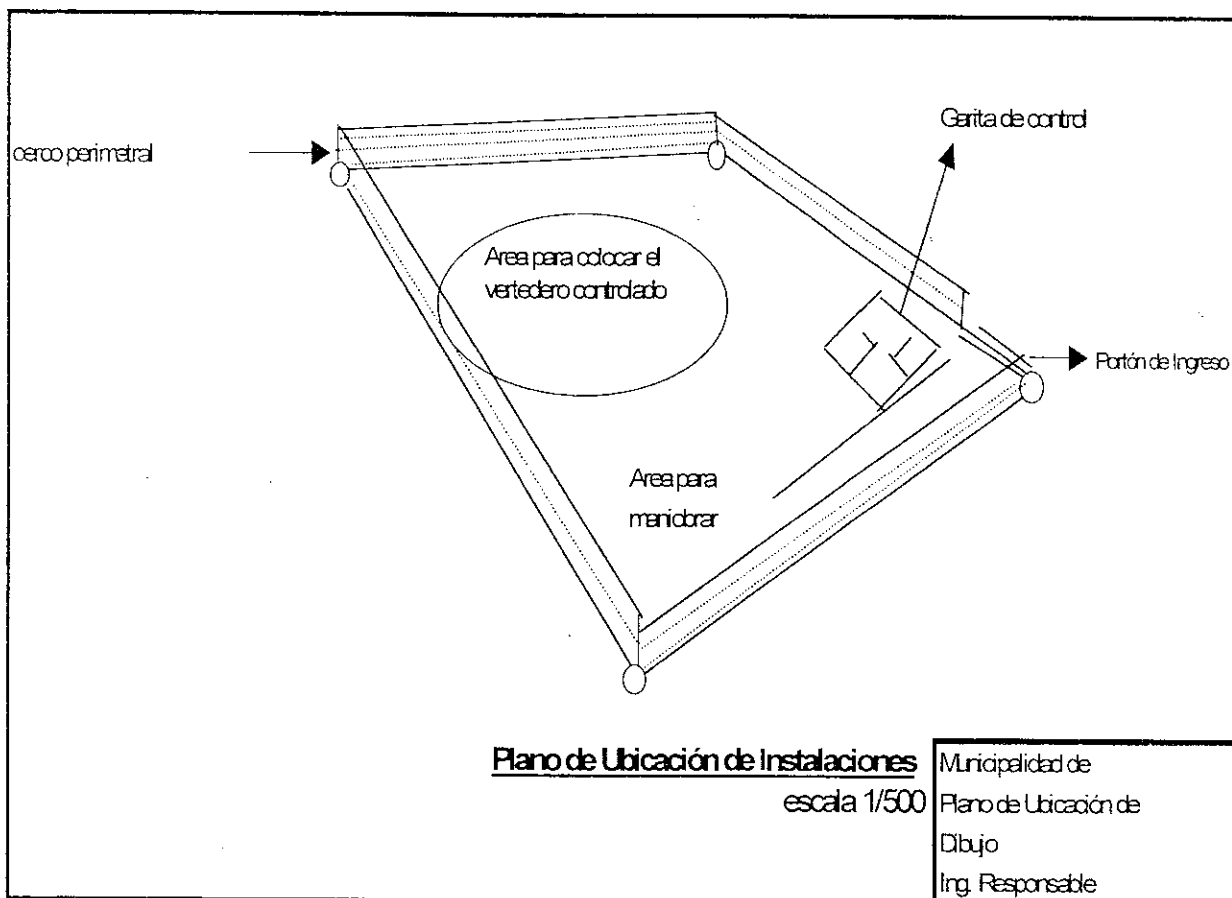 Garita de control
cerco perimetral
Area para colocar el
vertedero controlado
Portón de Ingreso
Area para
maniobrar
Plano de Ubicación de Instalaciones
escala 1/500
Municipalidad de
Plano de Ubicación de
Dibujo
Ing. Responsable